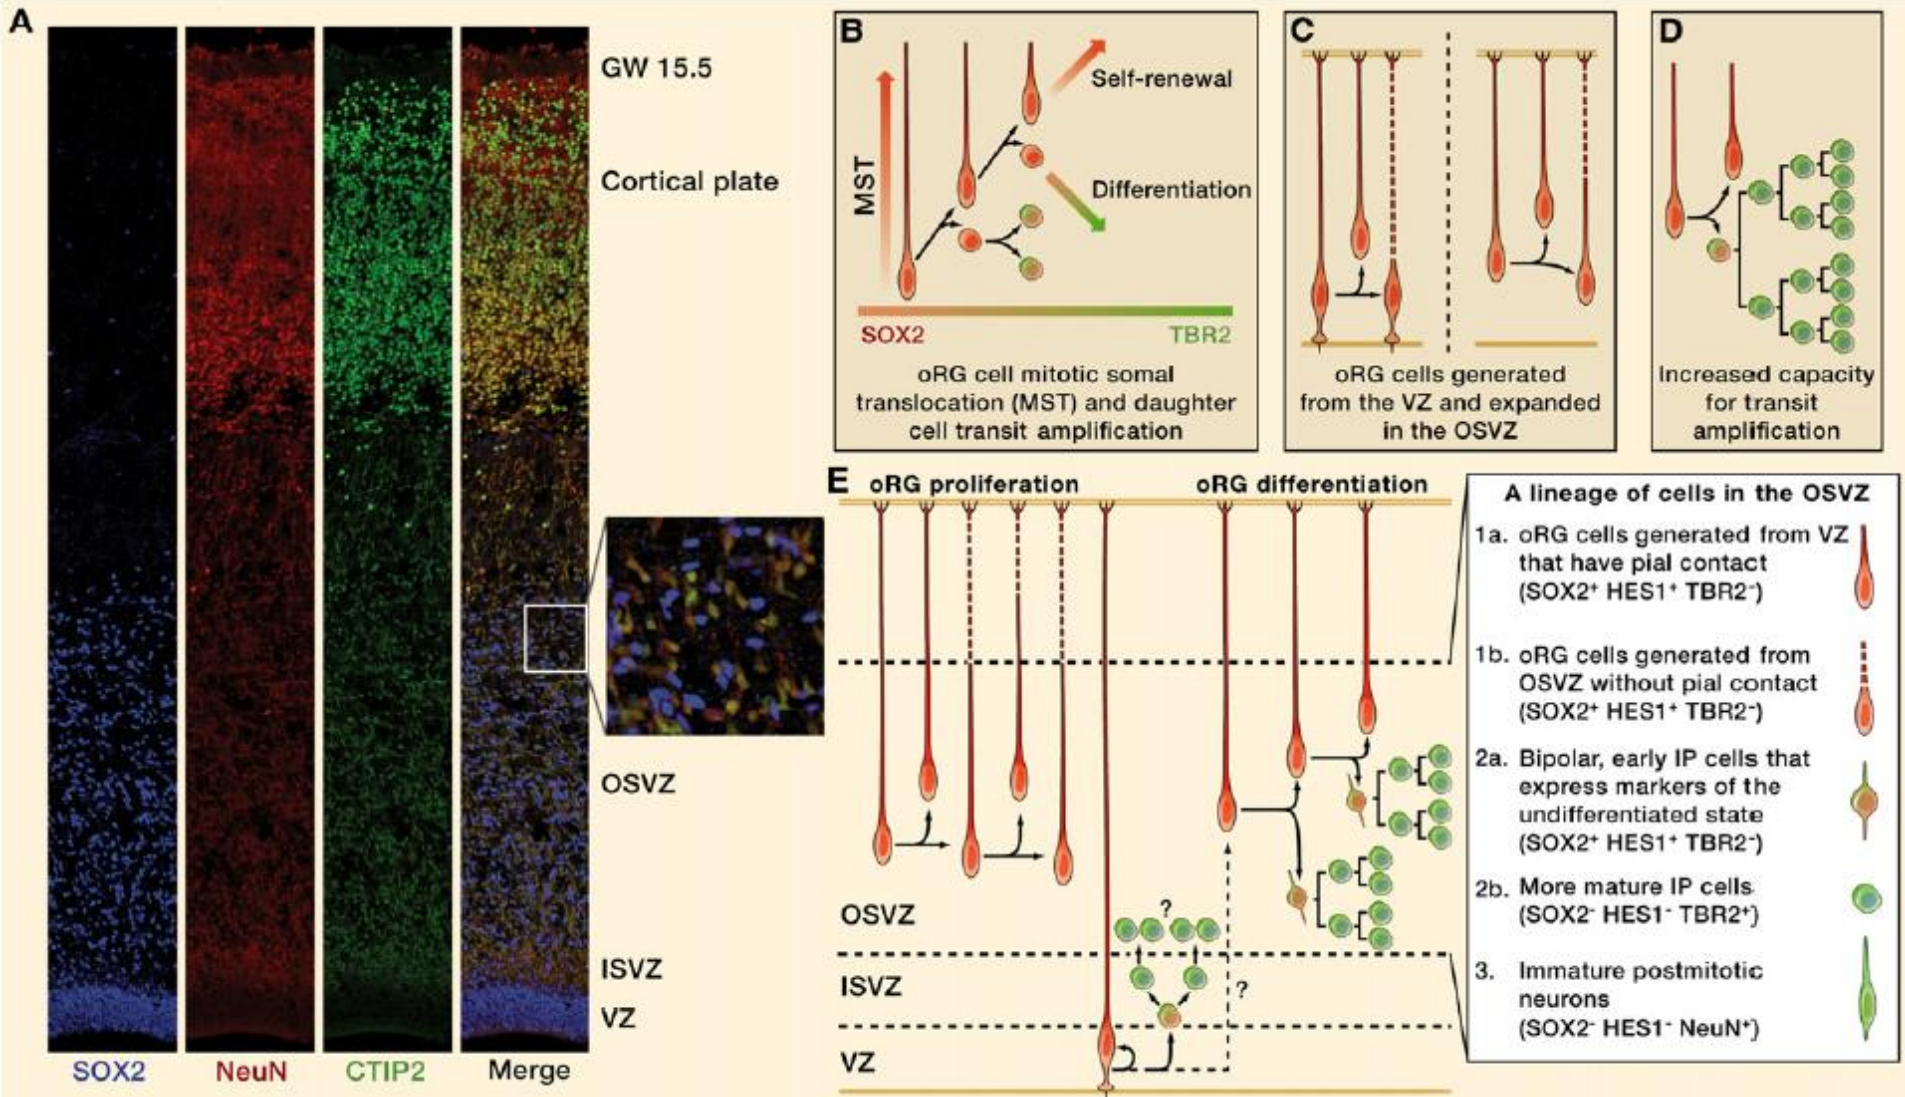 A
GW 15.5
Cortical plate
OSVZ
ISVZ
VZ
SOX2
NeuN
CTIP2
Merge
B
MST
Self-renewal
Differentiation
SOX2
TBR2
oRG cell mitotic somal
translocation (MST) and daughter
cell transit amplification
C
oRG cells generated
from the VZ and expanded
in the OSVZ
D
Increased capacity
for transit
amplification
E
oRG proliferation
oRG differentiation
OSVZ
?
ISVZ
?
VZ
A lineage of cells in the OSVZ
1a. oRG cells generated from VZ
that have pial contact
(SOX2⁺ HES1⁺ TBR2⁻)
1b. oRG cells generated from
OSVZ without pial contact
(SOX2⁺ HES1⁺ TBR2⁻)
2a. Bipolar, early IP cells that
express markers of the
undifferentiated state
(SOX2⁺ HES1⁺ TBR2⁻)
2b. More mature IP cells
(SOX2⁻ HES1⁻ TBR2⁺)
3. Immature postmitotic
neurons
(SOX2⁻ HES1⁻ NeuN⁺)